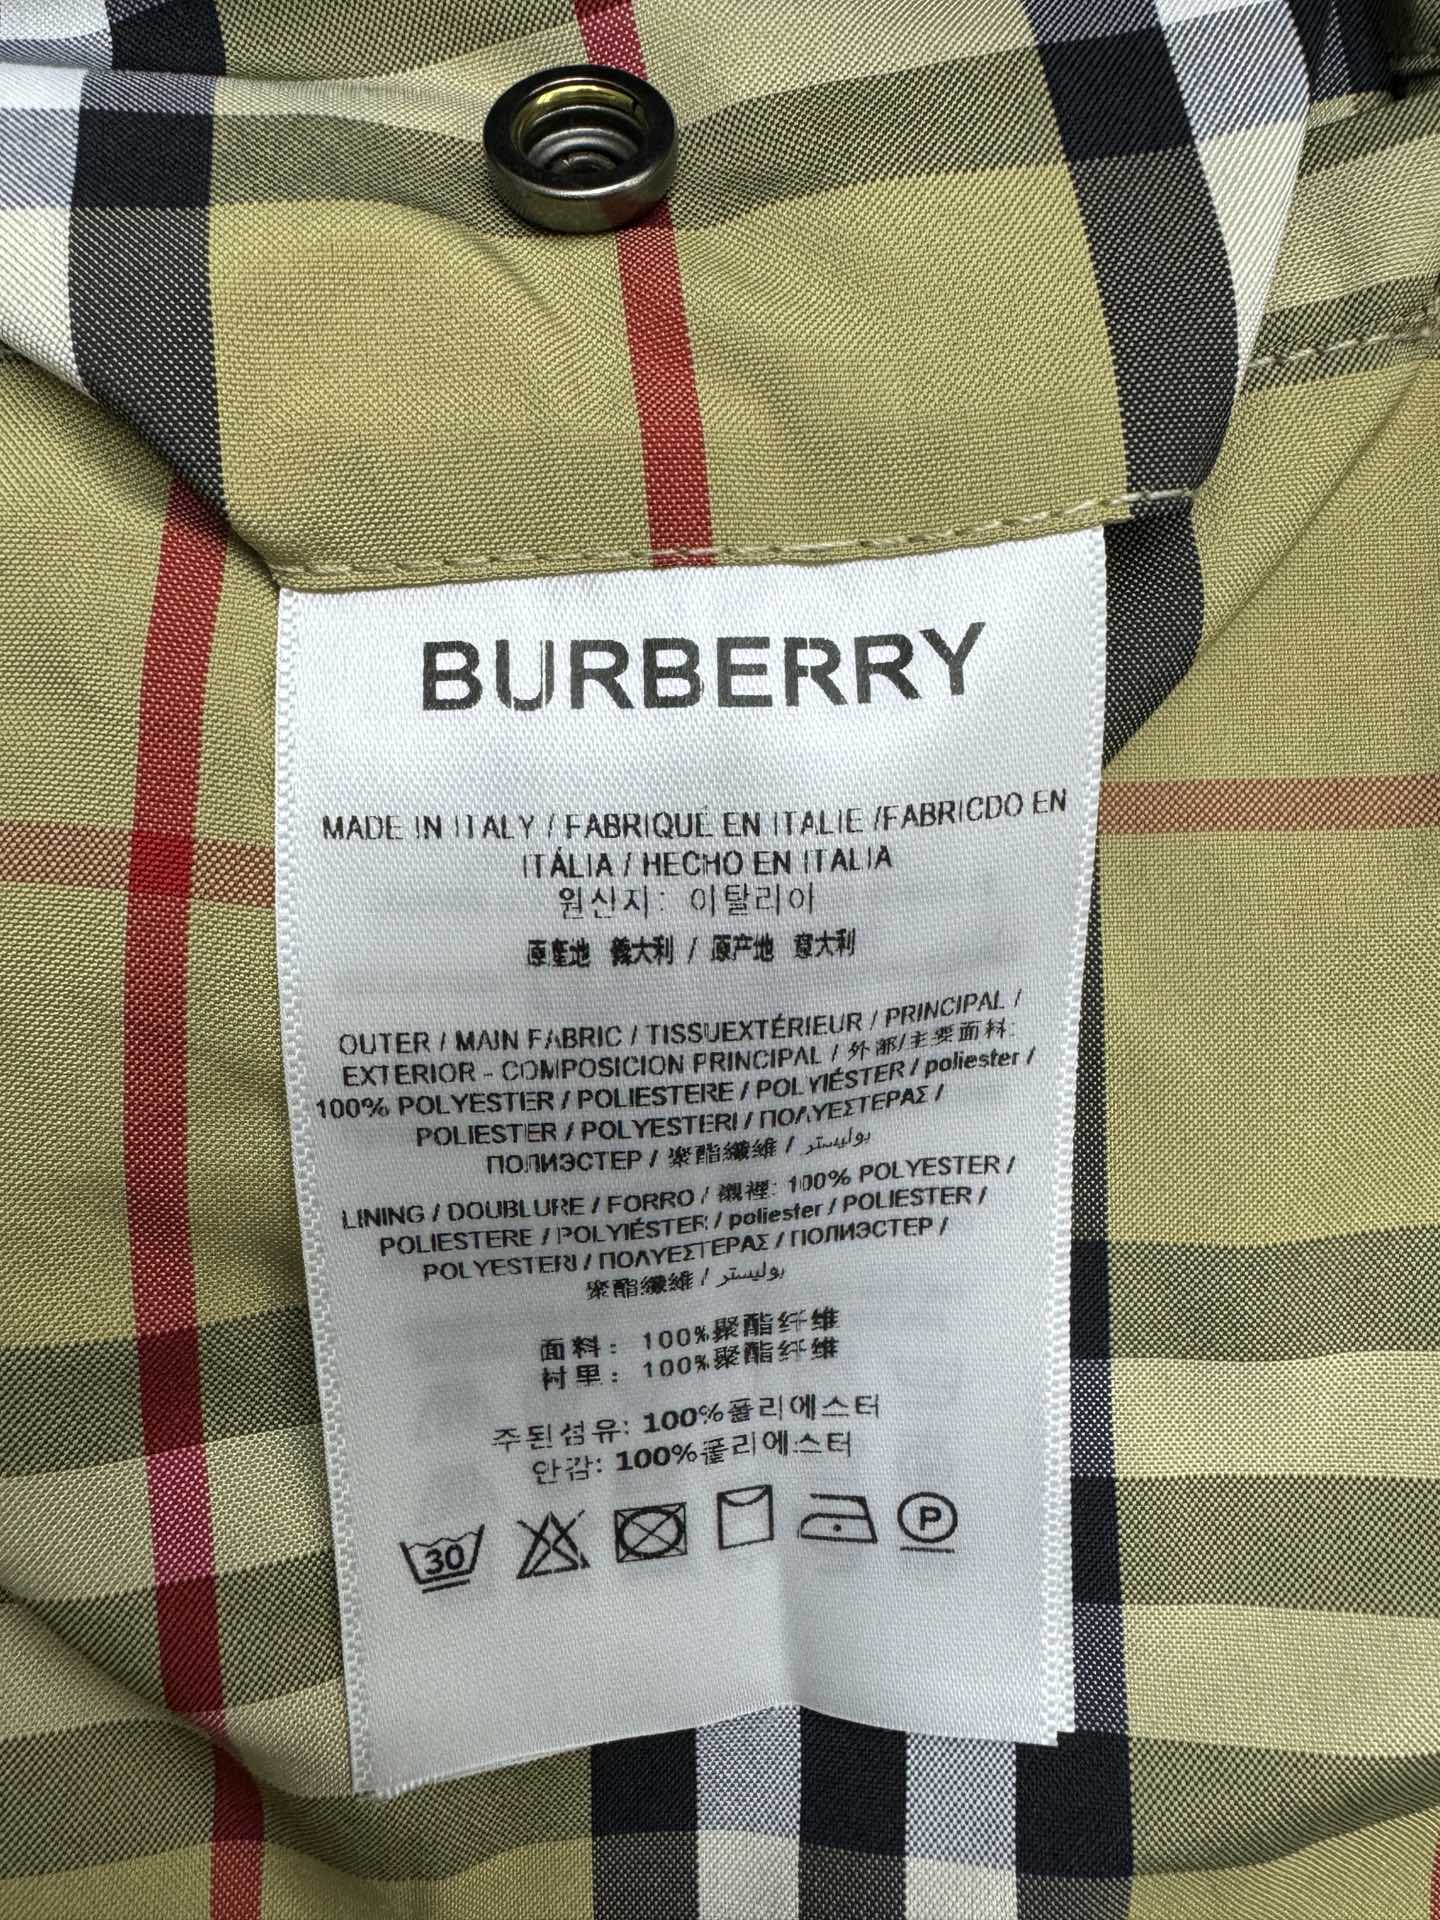 BURBERRY
MADE IN ITALY / FABRIQUÉ EN ITALIE /FABRICDO EN
ITÁLIA / HECHO EN ITALIA
원산지: 이탈리아
原產地 義大利 / 原产地 意大利
OUTER / MAIN FABRIC / TISSUEXTÉRIEUR / PRINCIPAL /
EXTERIOR - COMPOSICION PRINCIPAL / 外部/主要面料:
100% POLYESTER / POLIESTERE / POLYIÉSTER / poliester /
POLIESTER / POLYESTERI / ΠΟΛΥΕΣΤΕΡΑΣ /
ПОЛИЭСТЕР / 聚酯纖維 / بوليستر
LINING / DOUBLURE / FORRO / 襯裡: 100% POLYESTER /
POLIESTERE / POLYIÉSTER / poliester / POLIESTER /
POLYESTERI / ΠΟΛΥΕΣΤΕΡΑΣ / ПОЛИЭСТЕР /
聚酯纖維 / بوليستر
面料: 100%聚酯纤维
衬里: 100%聚酯纤维
주된섬유: 100%폴리에스터
안감: 100%폴리에스터
30 P